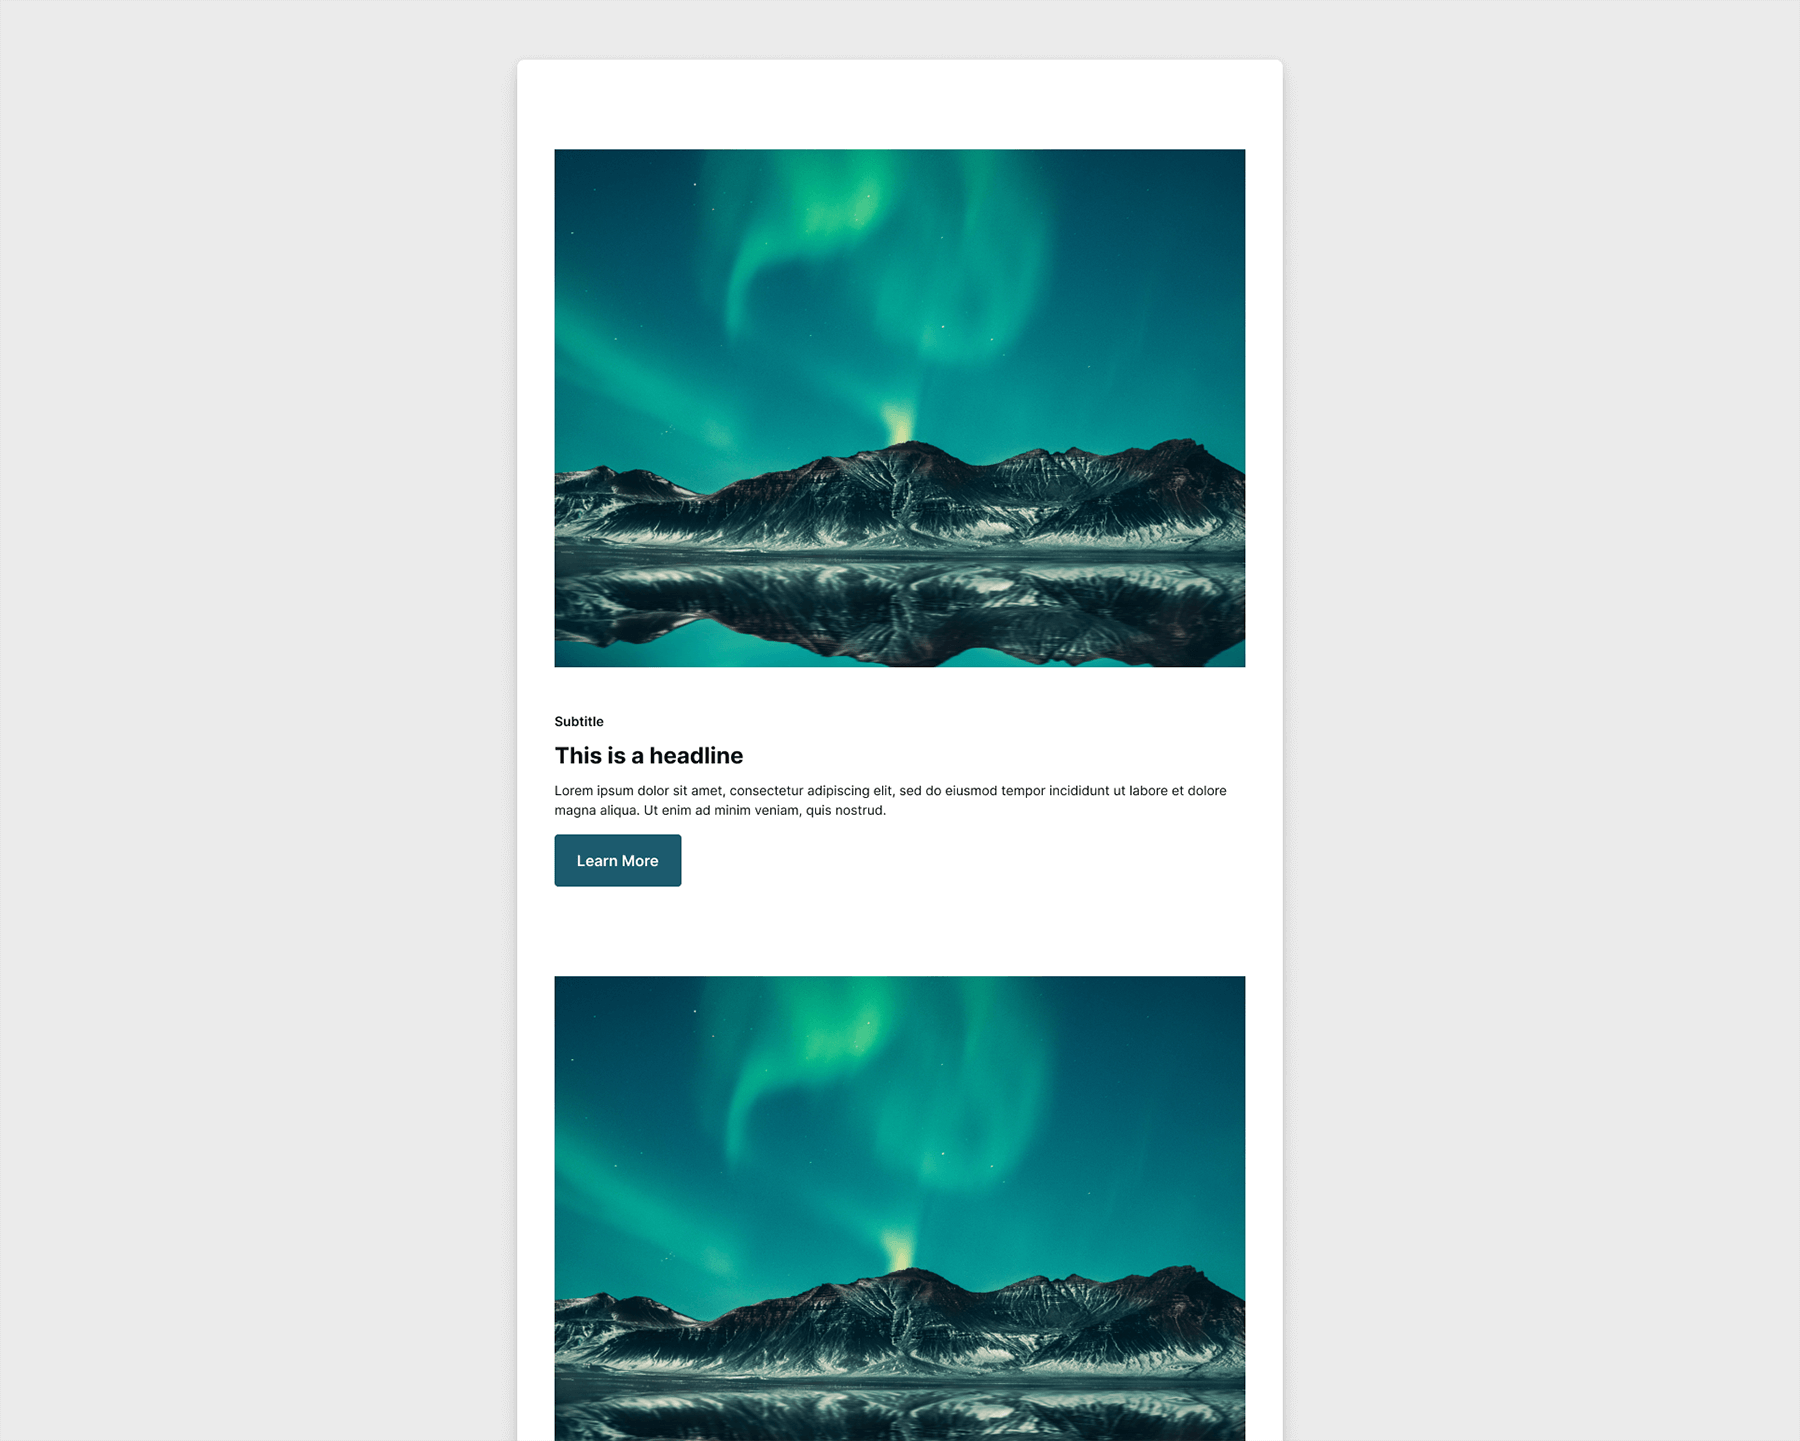 Subtitle
This is a headline
Lorem ipsum dolor sit amet, consectetur adipiscing elit, sed do eiusmod tempor incididunt ut labore et dolore
magna aliqua. Ut enim ad minim veniam, quis nostrud.
Learn More